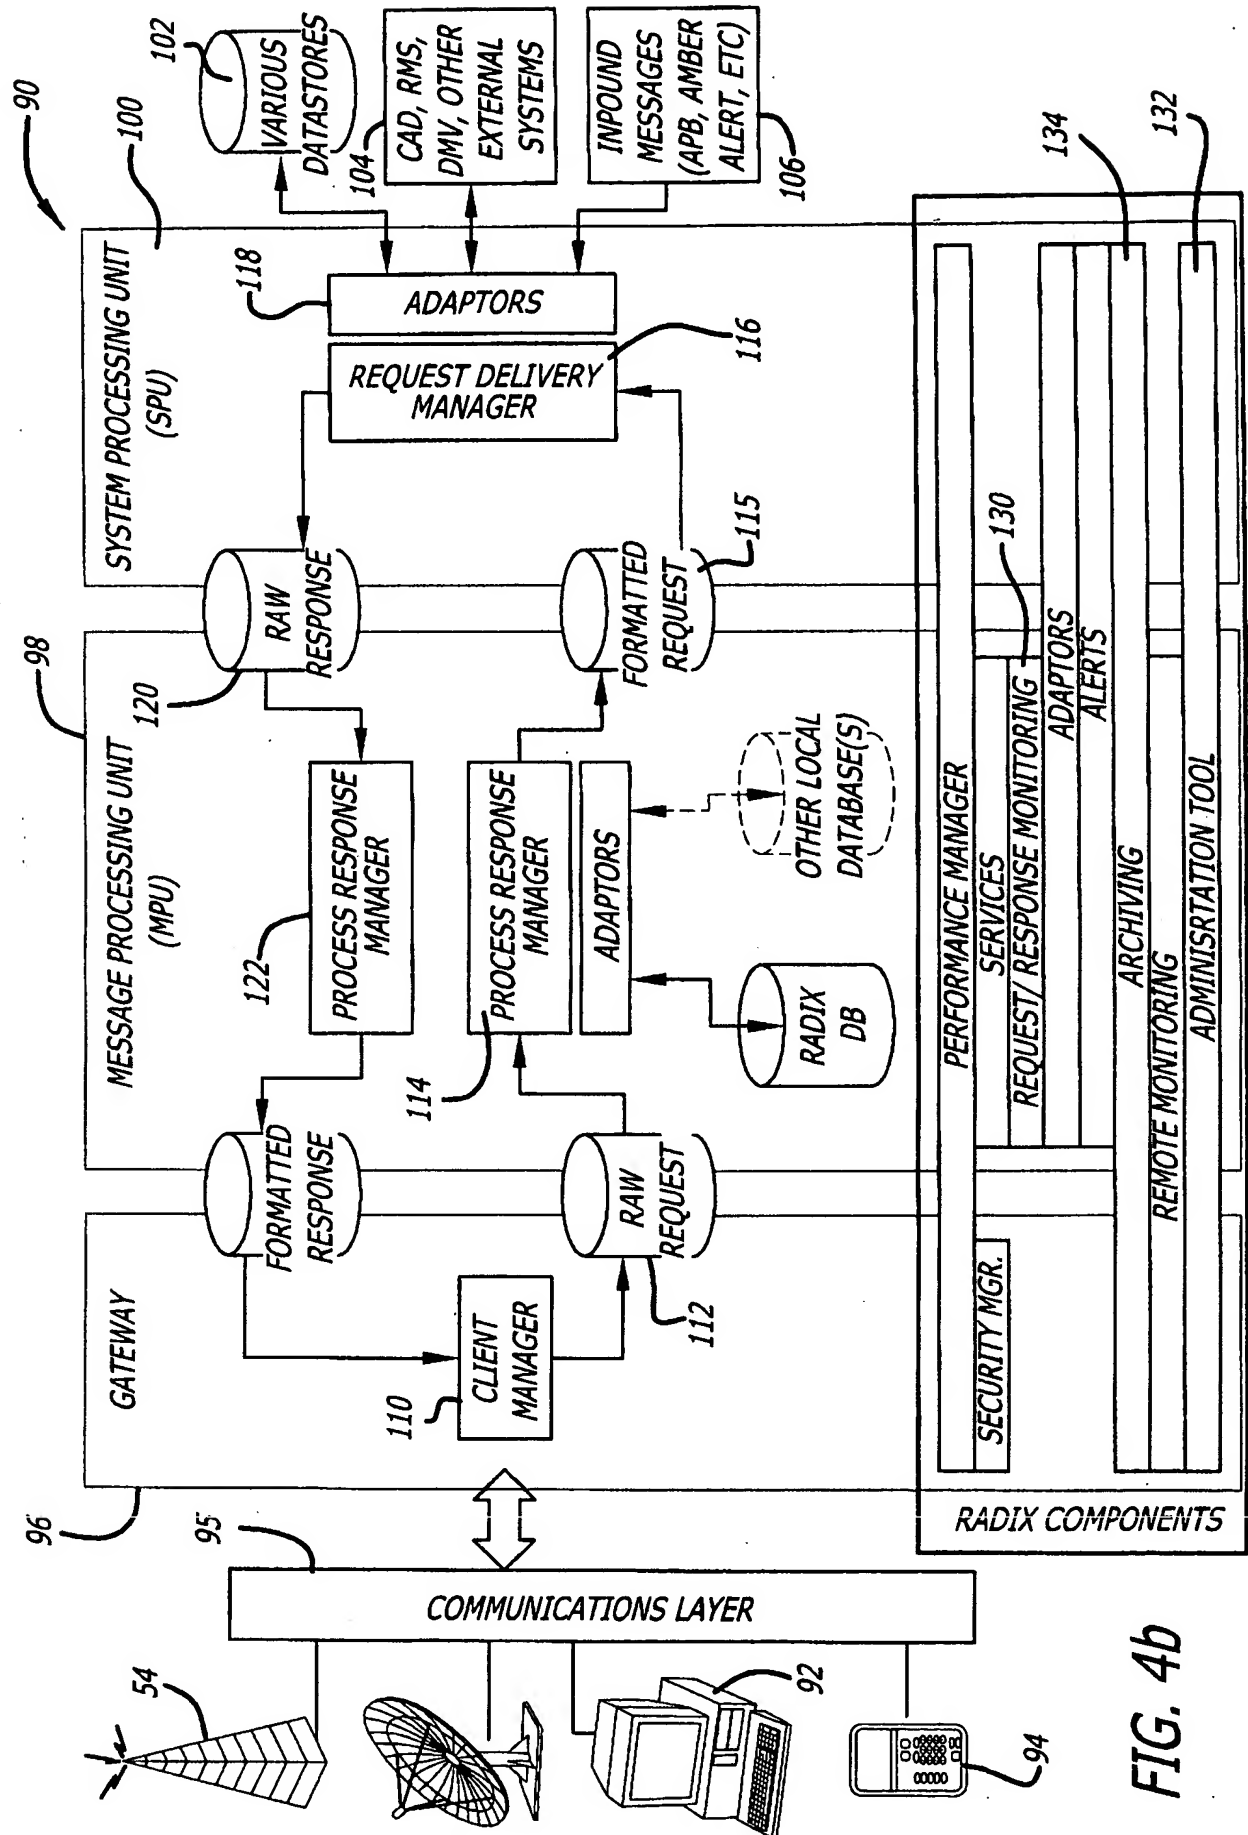 90
54
92
94
95
COMMUNICATIONS LAYER
96
GATEWAY
110
CLIENT
MANAGER
FORMATTED
RESPONSE
RAW
REQUEST
112
98
MESSAGE PROCESSING UNIT
(MPU)
122
PROCESS RESPONSE
MANAGER
114
PROCESS RESPONSE
MANAGER
ADAPTORS
RADIX
DB
OTHER LOCAL
DATABASE(S)
120
RAW
RESPONSE
FORMATTED
REQUEST
115
SYSTEM PROCESSING UNIT
(SPU)
100
118
ADAPTORS
REQUEST DELIVERY
MANAGER
116
102
VARIOUS
DATASTORES
104
CAD, RMS,
DMV, OTHER
EXTERNAL
SYSTEMS
INPOUND
MESSAGES
(APB, AMBER
ALERT, ETC)
106
RADIX COMPONENTS
PERFORMANCE MANAGER
SECURITY MGR.
SERVICES
REQUEST/ RESPONSE MONITORING
130
ADAPTORS
ALERTS
ARCHIVING
134
REMOTE MONITORING
ADMINISRTATION TOOL
132
FIG. 4b